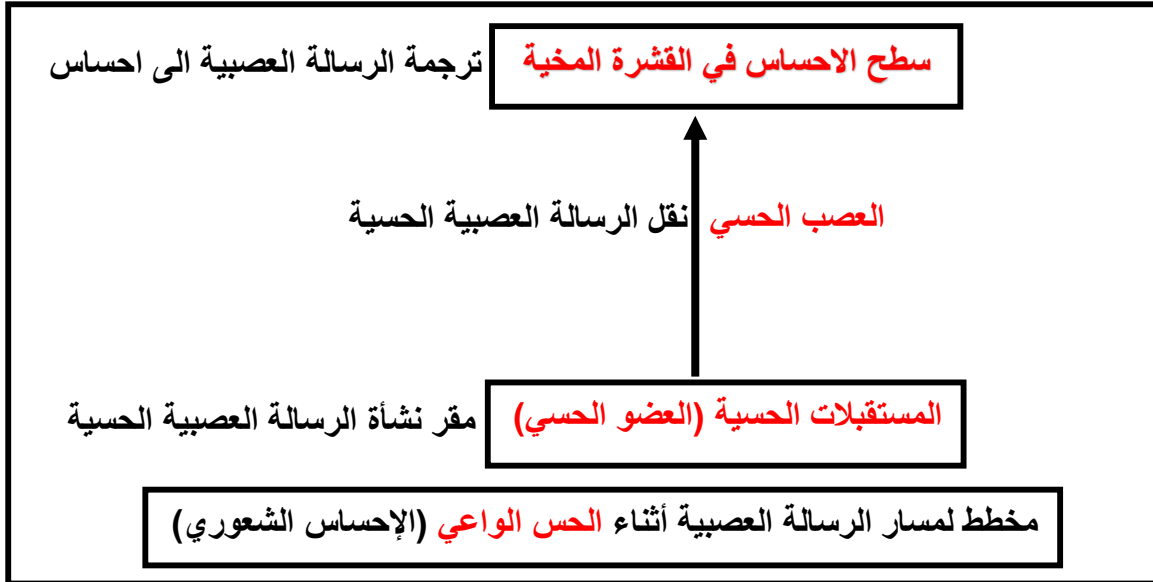 سطح الاحساس في القشرة المخية ترجمة الرسالة العصبية الى احساس
العصب الحسي نقل الرسالة العصبية الحسية
المستقبلات الحسية (العضو الحسي) مقر نشأة الرسالة العصبية الحسية
مخطط لمسار الرسالة العصبية أثناء الحس الواعي (الإحساس الشعوري)